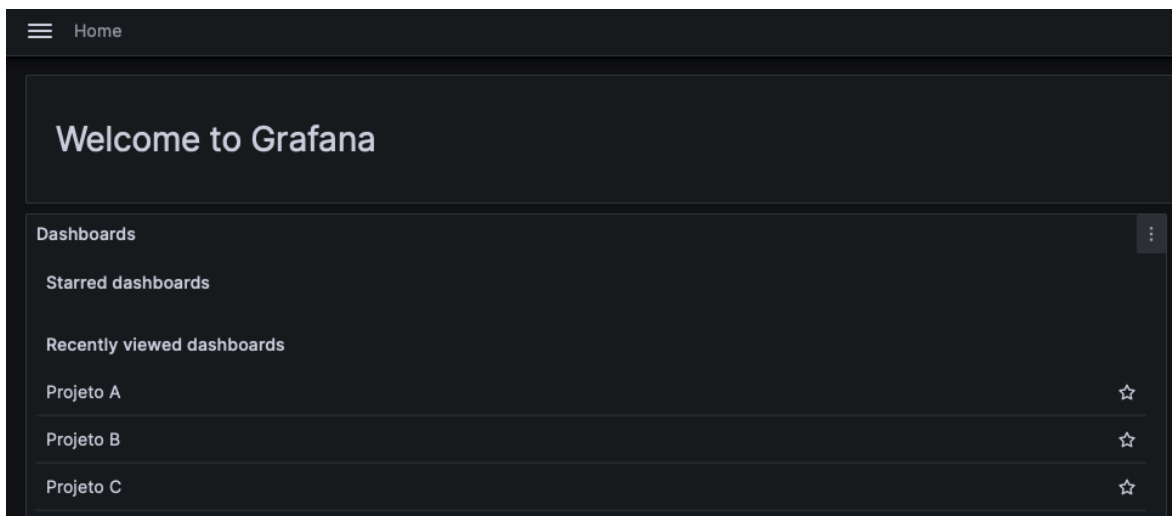 Home
Welcome to Grafana
Dashboards
Starred dashboards
Recently viewed dashboards
Projeto A
Projeto B
Projeto C